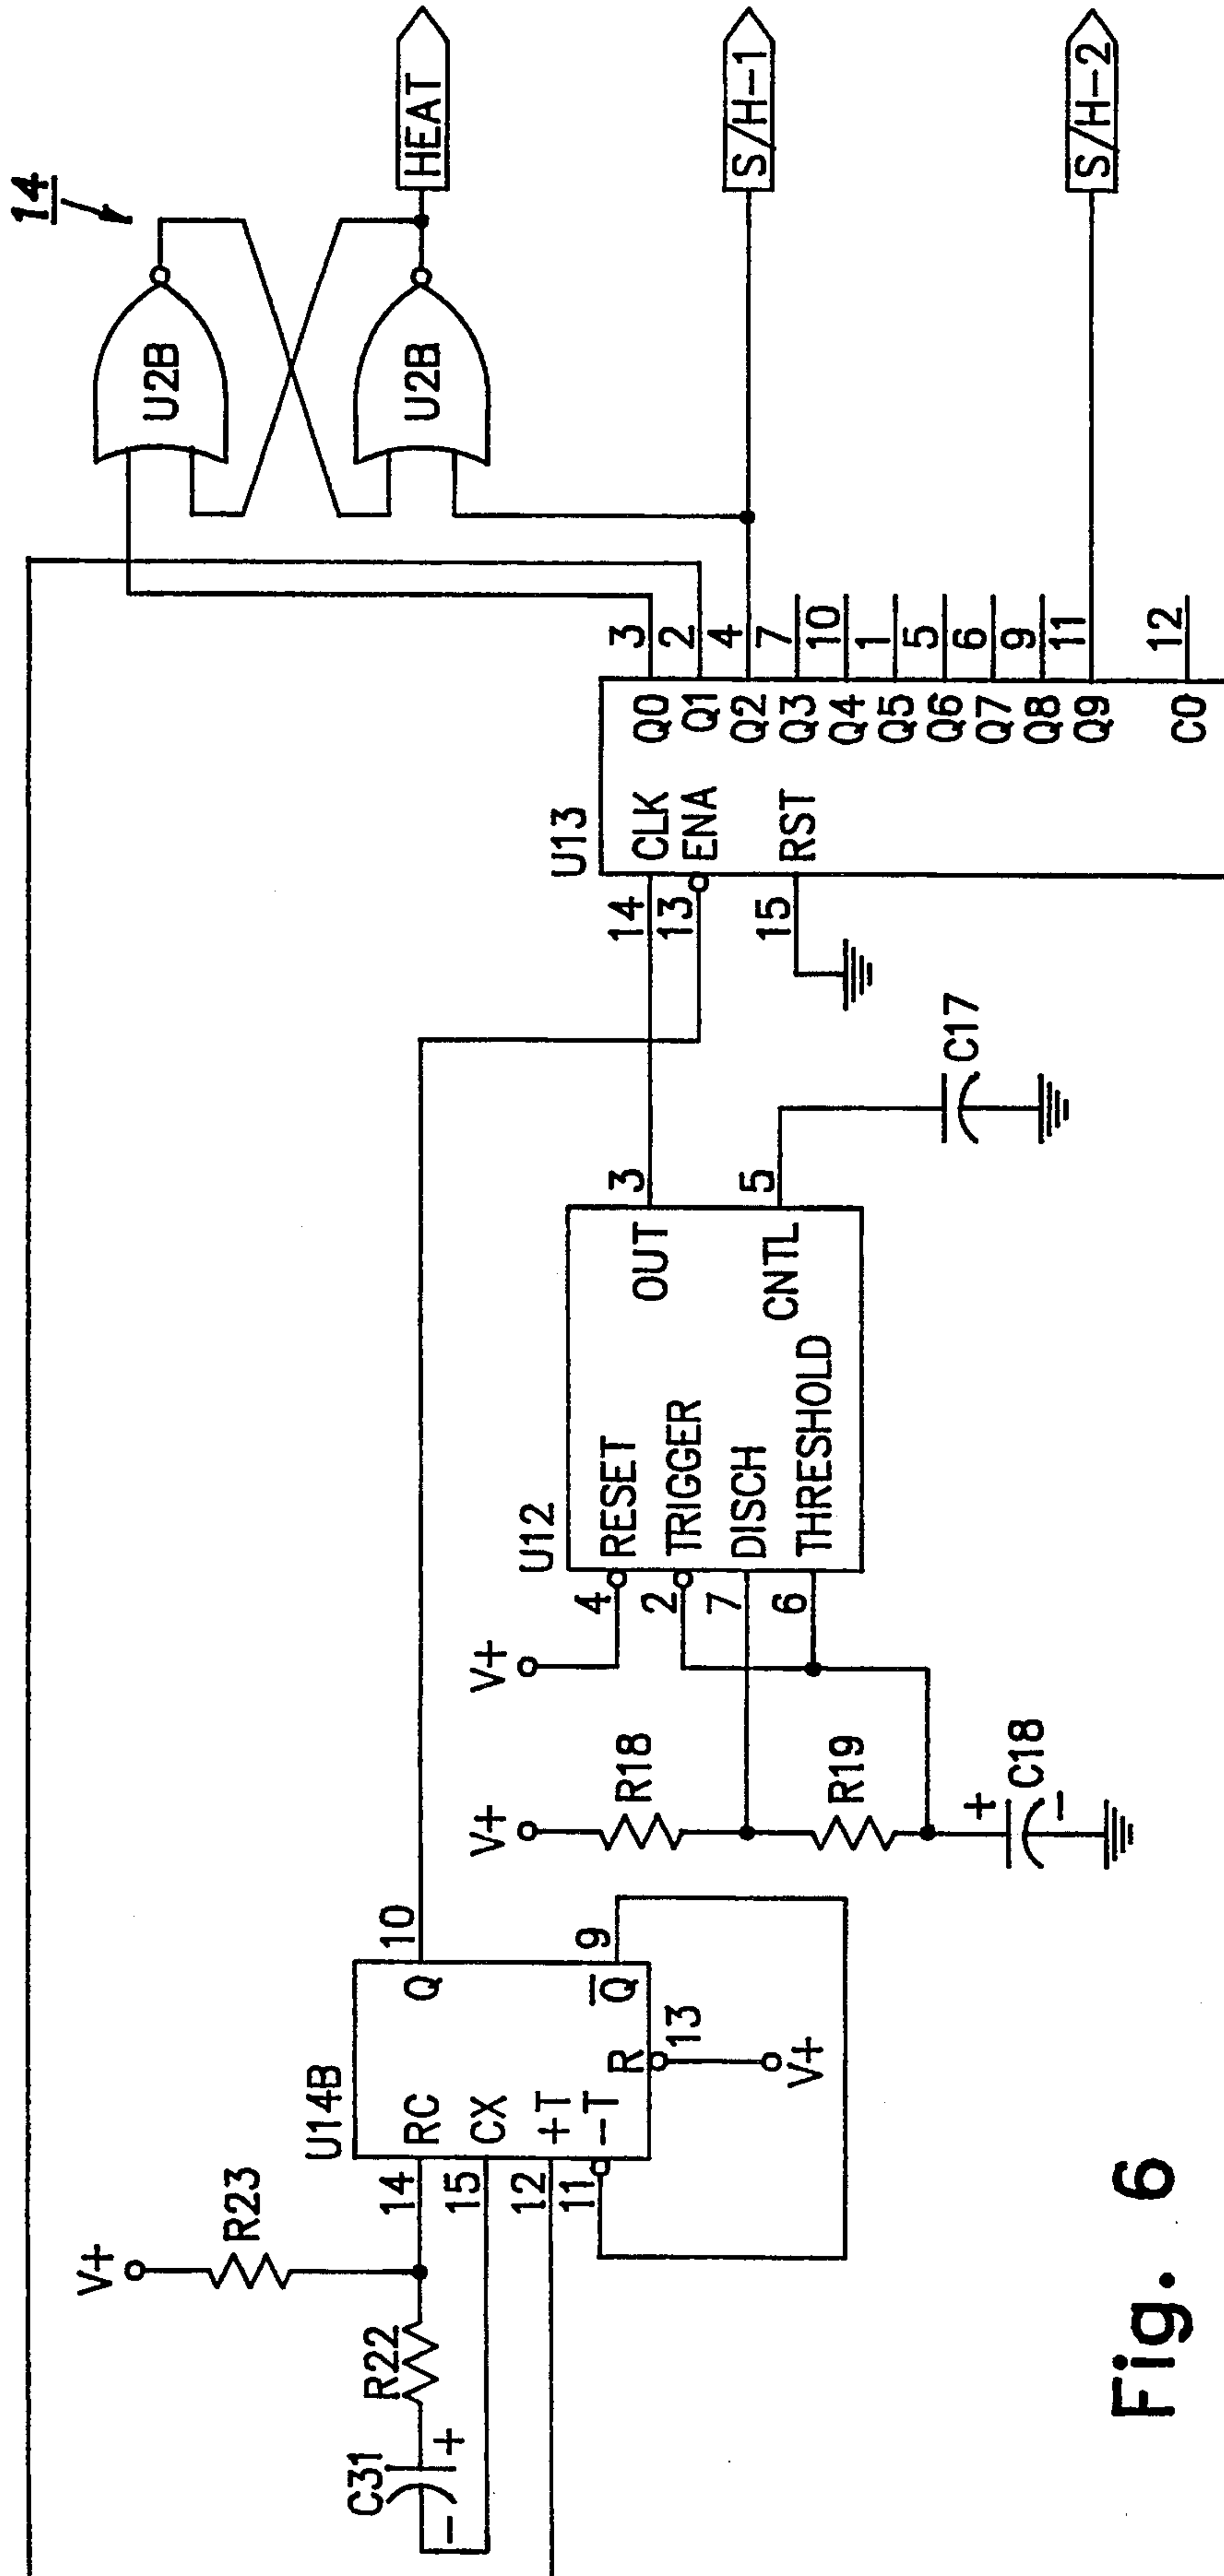 14
U2B
HEAT
U2B
S/H-1
S/H-2
U13
CLK
ENA
RST
14
13
15
Q0
Q1
Q2
Q3
Q4
Q5
Q6
Q7
Q8
Q9
CO
3
2
4
7
10
1
5
6
9
11
12
U12
RESET
TRIGGER
DISCH
THRESHOLD
OUT
CNTL
4
2
7
6
3
5
C17
V+
V+
R18
R19
+
C18
-
U14B
RC
CX
+T
-T
Q
Q̅
R
14
15
12
11
10
9
13
V+
V+
R23
R22
C31
+
-
Fig. 6